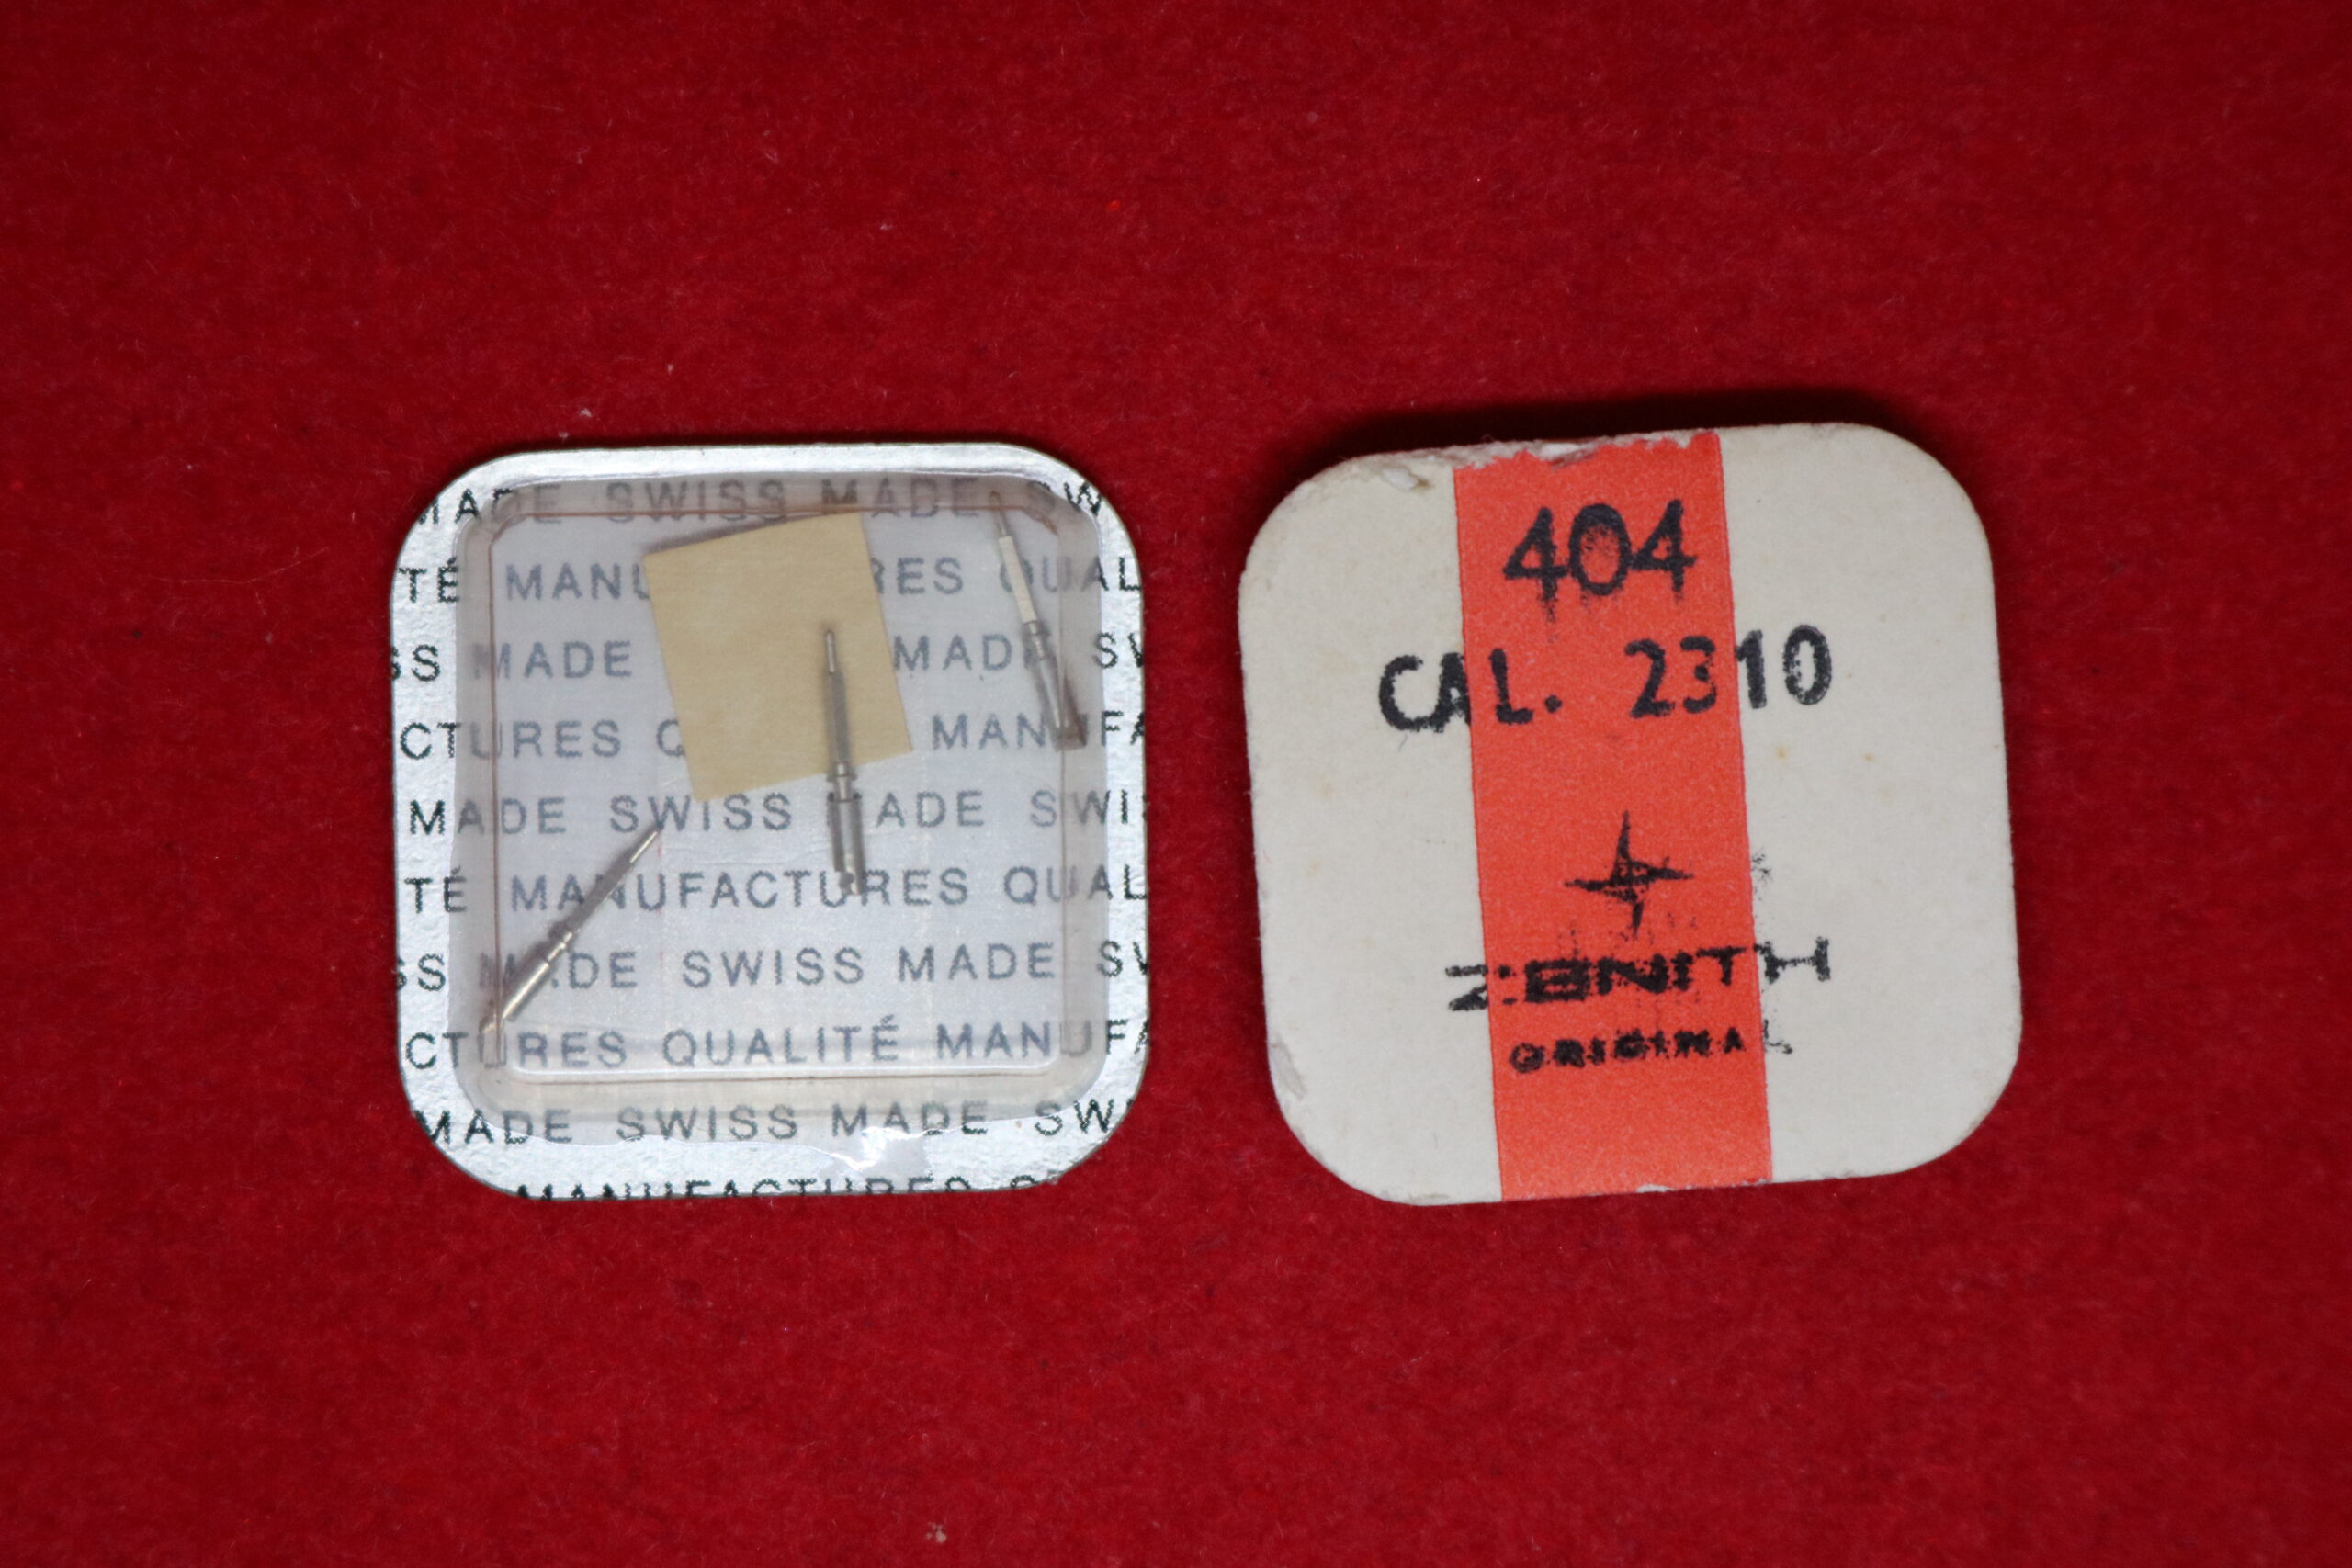 MADE SWISS MADE SW
TÉ MANU RES QUAL
SS MADE MADE SW
CTURES Q MANUFA
MADE SWISS MADE SWI
TÉ MANUFACTURES QUAL
SS MADE SWISS MADE SW
CTURES QUALITÉ MANUFA
MADE SWISS MADE SW
MANUFACTURES
404
CAL. 2310
ZENITH
ORIGINAL